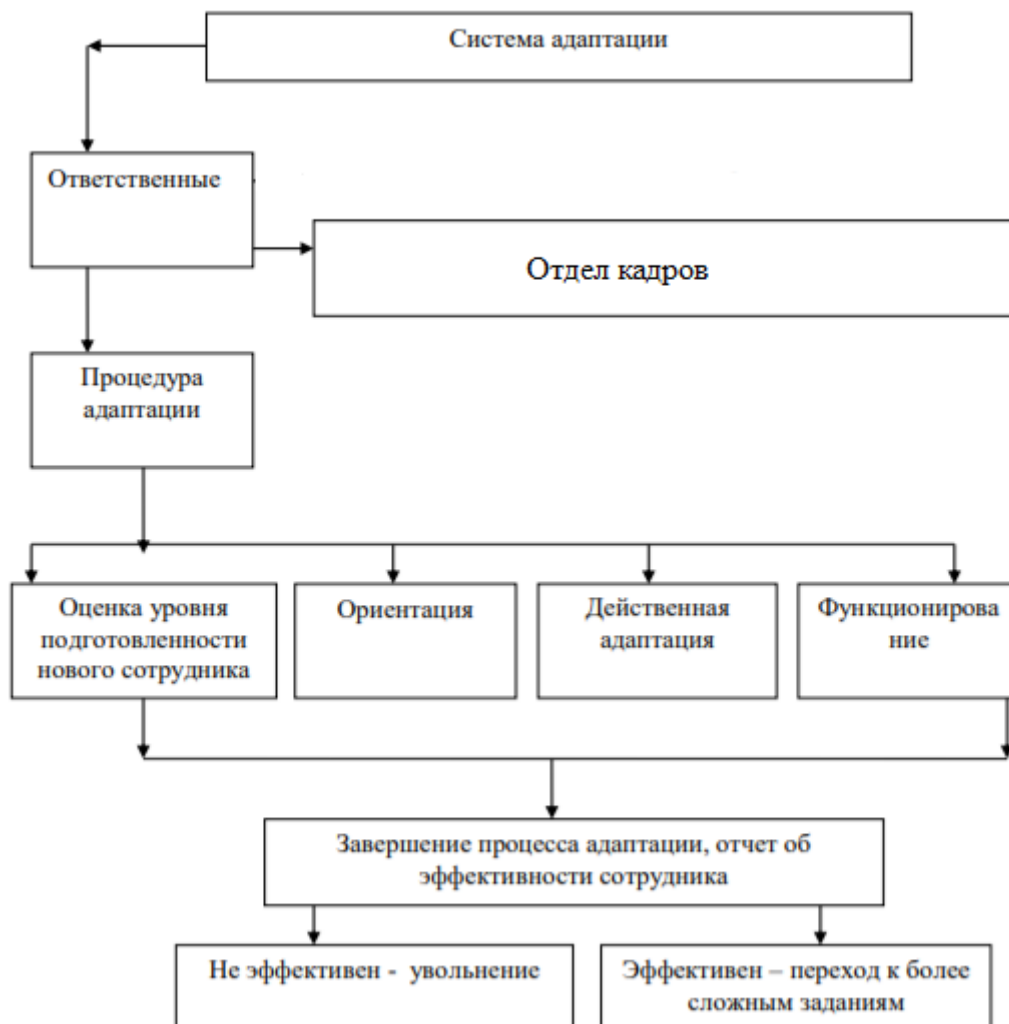 Система адаптации
Ответственные
Отдел кадров
Процедура
адаптации
Оценка уровня
подготовленности
нового сотрудника
Ориентация
Действенная
адаптация
Функционирова
ние
Завершение процесса адаптации, отчет об
эффективности сотрудника
Не эффективен - увольнение
Эффективен – переход к более
сложным заданиям